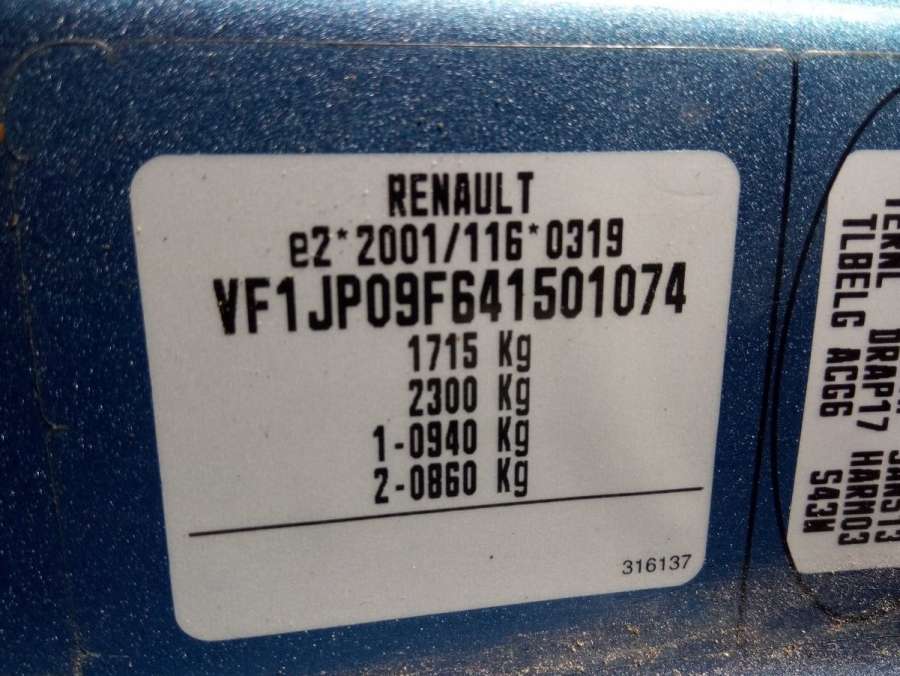 RENAULT
e2*2001/116*0319
VF1JP09F641501074
1715 Kg
2300 Kg
1-0940 Kg
2-0860 Kg
316137
DRAP17 HARM03
TLBELG ACG6 S43W